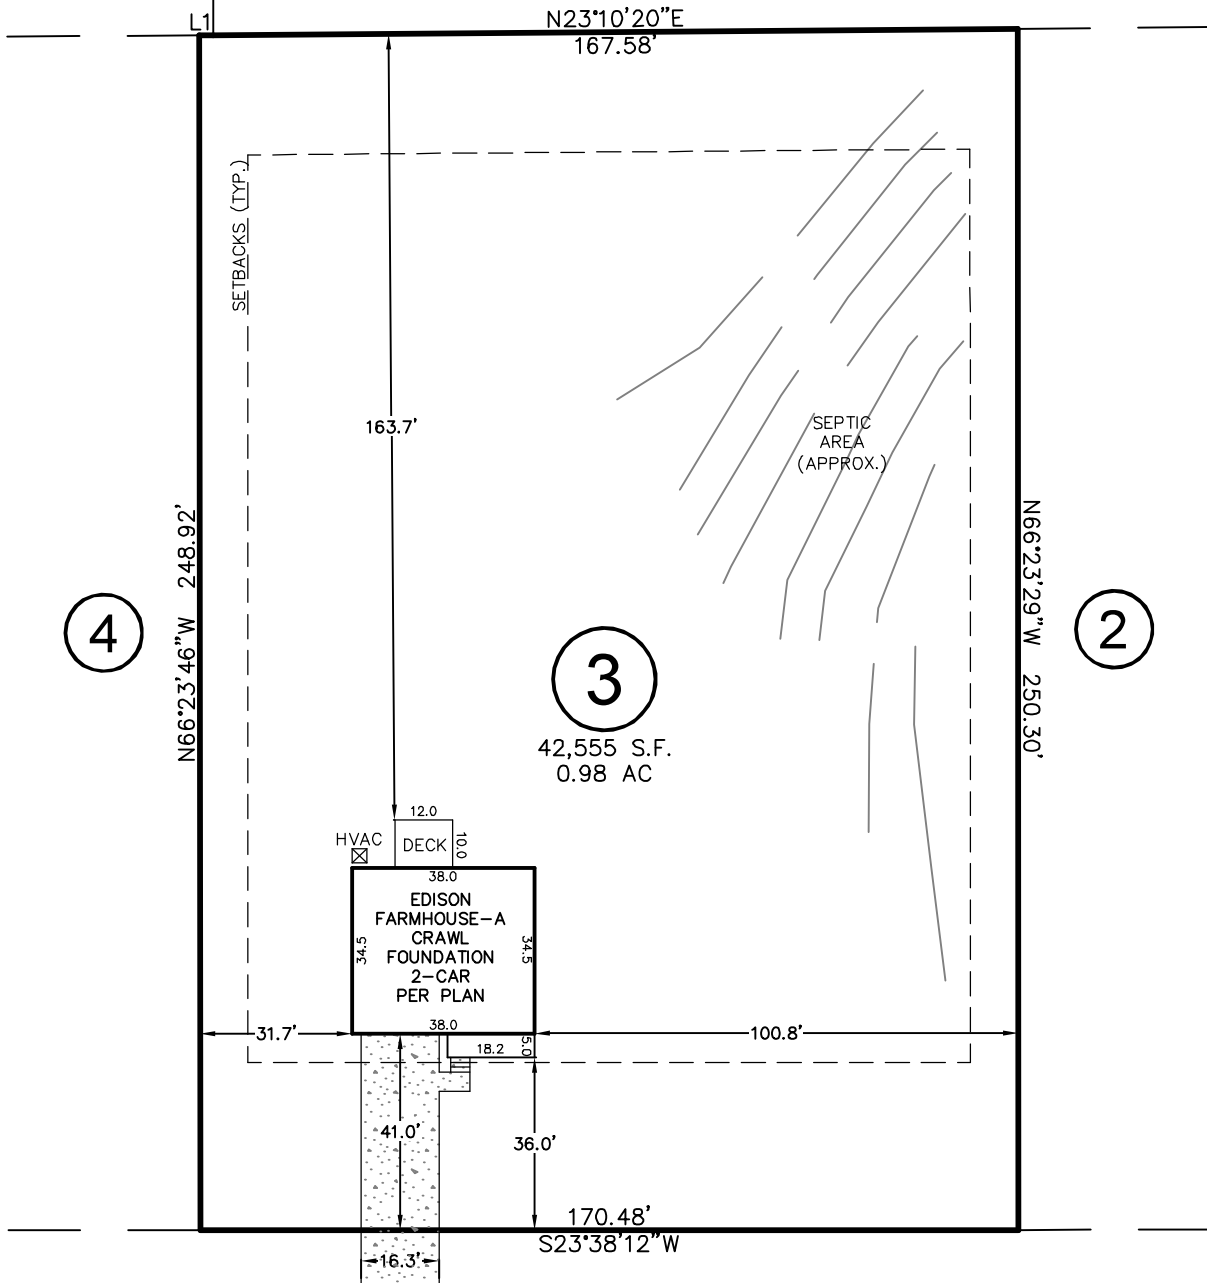 L1
N23°10'20"E
167.58'
SETBACKS (TYP.)
163.7'
SEPTIC
AREA
(APPROX.)
N66°23'46"W 248.92'
N66°23'29"W 250.30'
4
3
2
42,555 S.F.
0.98 AC
12.0
HVAC
DECK
10.0
38.0
EDISON
FARMHOUSE-A
CRAWL
FOUNDATION
2-CAR
PER PLAN
34.5
34.5
38.0
31.7'
100.8'
18.2
5.0
41.0'
36.0'
170.48'
S23°38'12"W
16.3'